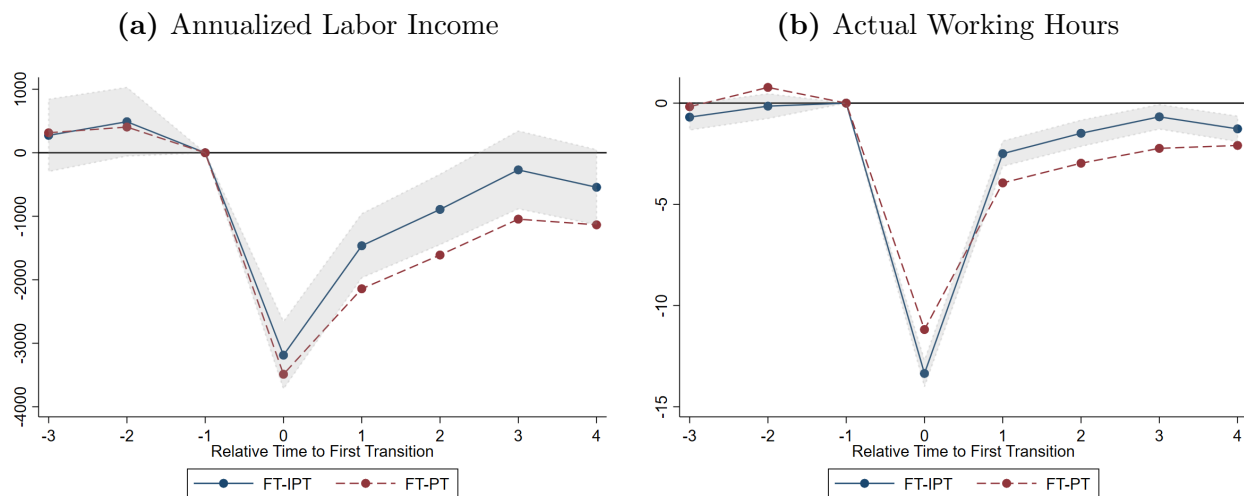 (a) Annualized Labor Income
1000
0
-1000
-2000
-3000
-4000
-3 -2 -1 0 1 2 3 4
Relative Time to First Transition
FT-IPT FT-PT
(b) Actual Working Hours
0
-5
-10
-15
-3 -2 -1 0 1 2 3 4
Relative Time to First Transition
FT-IPT FT-PT